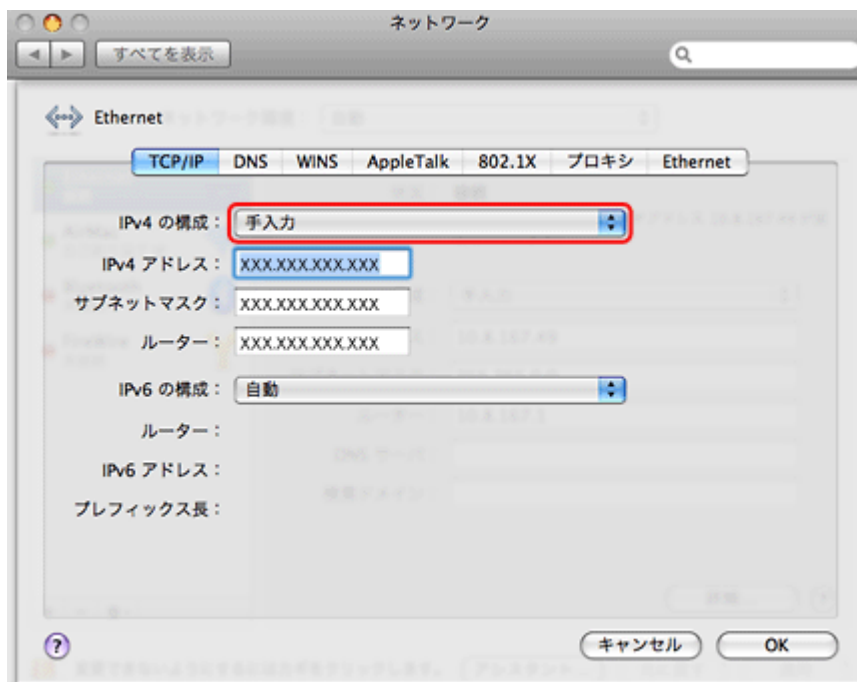 ネットワーク
すべてを表示
Ethernet
TCP/IP DNS WINS AppleTalk 802.1X プロキシ Ethernet
IPv4 の構成： 手入力
IPv4 アドレス： XXX.XXX.XXX.XXX
サブネットマスク： XXX.XXX.XXX.XXX
ルーター： XXX.XXX.XXX.XXX
IPv6 の構成： 自動
ルーター：
IPv6 アドレス：
プレフィックス長：
? キャンセル OK